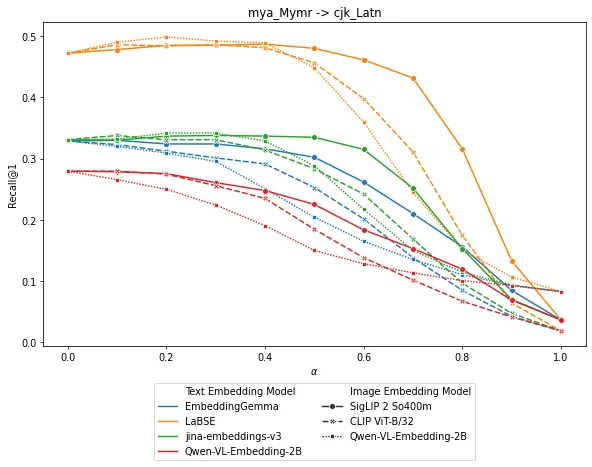 mya_Mymr -> cjk_Latn
Recall@1
0.5
0.4
0.3
0.2
0.1
0.0
0.0 0.2 0.4 0.6 0.8 1.0
α
Text Embedding Model
EmbeddingGemma
LaBSE
jina-embeddings-v3
Qwen-VL-Embedding-2B
Image Embedding Model
SigLIP 2 So400m
CLIP ViT-B/32
Qwen-VL-Embedding-2B